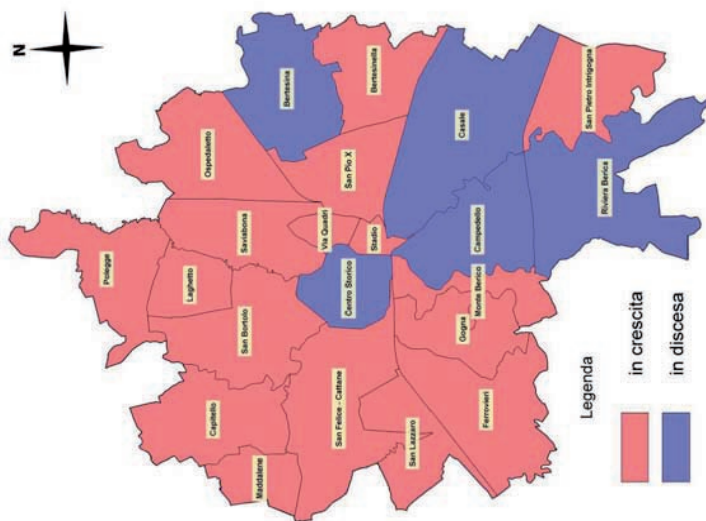 N
Polegge
Ospedaletto
Bertesina
Bertesinella
Laghetto
Saviabona
San Bortolo
San Pio X
Via Quadri
Stadio
Casale
Capitello
Maddalene
Centro Storico
San Felice - Cattane
Campedello
San Pietro Intrigogna
Monte Berico
Gogna
San Lazzaro
Ferrovieri
Riviera Berica
Legenda
in crescita
in discesa